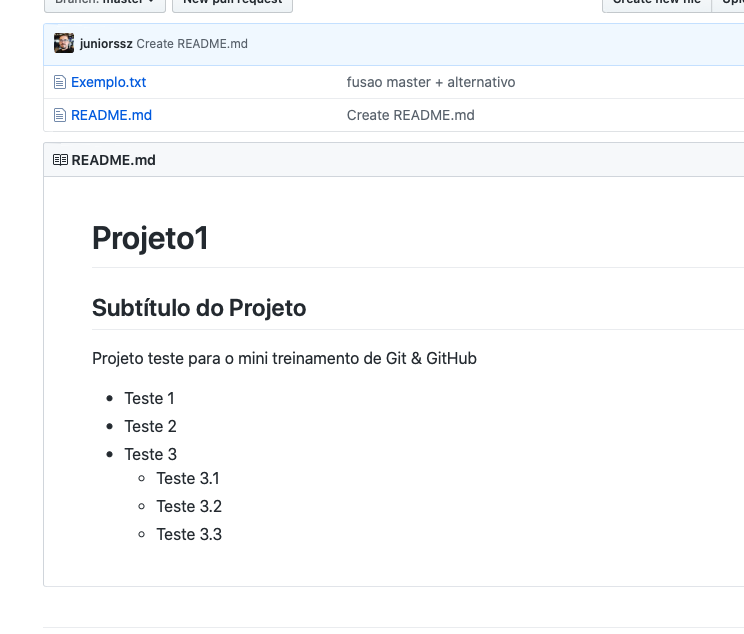 Branch: master
New pull request
Create new file
juniorssz Create README.md
Exemplo.txt
fusao master + alternativo
README.md
Create README.md
README.md
Projeto1
Subtítulo do Projeto
Projeto teste para o mini treinamento de Git & GitHub
Teste 1
Teste 2
Teste 3
Teste 3.1
Teste 3.2
Teste 3.3